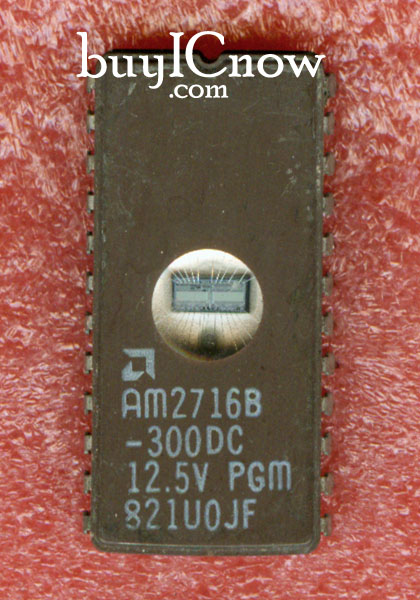 buyICnow
.com
AM2716B
-300DC
12.5V PGM
821U0JF